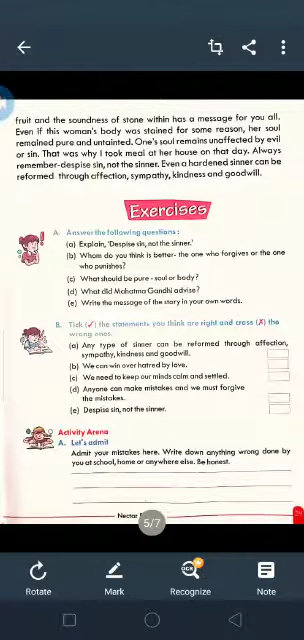 fruit and the soundness of stone within has a message for you all.
Even if this woman's body was stained for some reason, her soul
remained pure and untainted. One's soul remains unaffected by evil
or sin. That was why I took meal at her house on that day. Always
remember-despise sin, not the sinner. Even a hardened sinner can be
reformed through affection, sympathy, kindness and goodwill.
Exercises
A. Answer the following questions :
(a) Explain, 'Despise sin, not the sinner.'
(b) Whom do you think is better- the one who forgives or the one
who punishes?
(c) What should be pure - soul or body?
(d) What did Mahatma Gandhi advise?
(e) Write the message of the story in your own words.
B. Tick (✓) the statements you think are right and cross (✗) the
wrong ones.
(a) Any type of sinner can be reformed through affection,
sympathy, kindness and goodwill.
(b) We can win over hatred by love.
(c) We need to keep our minds calm and settled.
(d) Anyone can make mistakes and we must forgive
the mistakes.
(e) Despise sin, not the sinner.
Activity Arena
A. Let's admit
Admit your mistakes here. Write down anything wrong done by
you at school, home or anywhere else. Be honest.
Nectar
5/7
Rotate
Mark
OCR
Recognize
Note